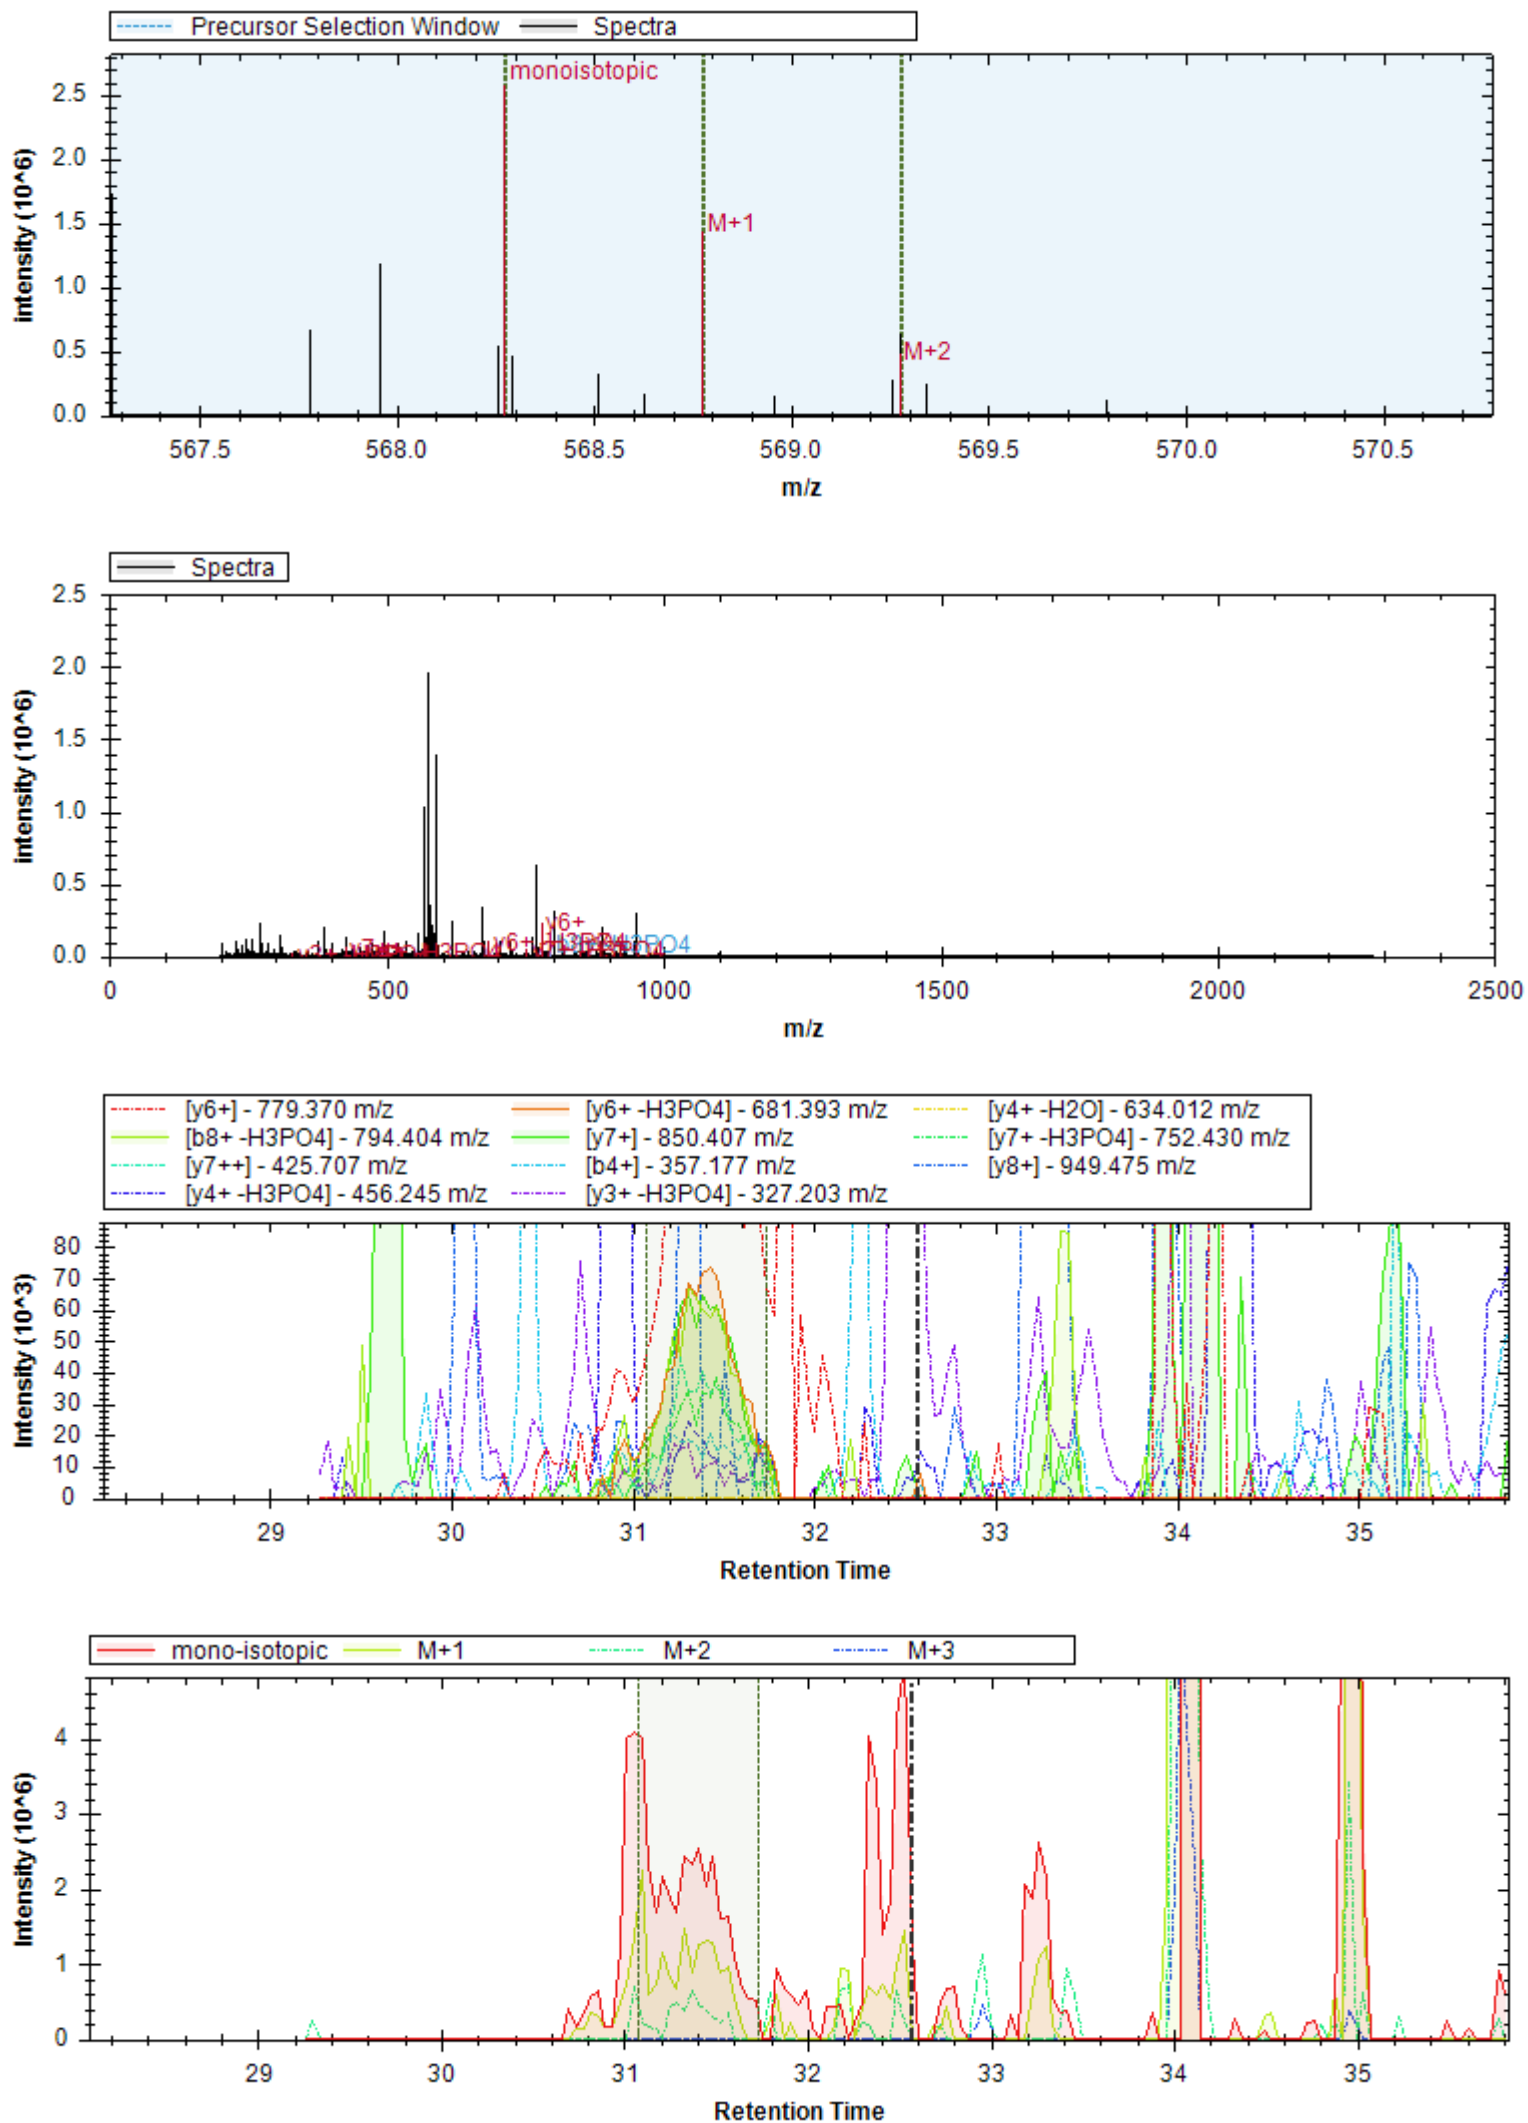 Precursor Selection Window Spectra
monoisotopic
M+1
M+2
2.5
2.0
1.5
1.0
0.5
0.0
intensity (10^6)
567.5 568.0 568.5 569.0 569.5 570.0 570.5
m/z
Spectra
2.5
2.0
1.5
1.0
0.5
0.0
intensity (10^6)
y6+
0 500 1000 1500 2000 2500
m/z
[y6+] - 779.370 m/z [y6+ -H3PO4] - 681.393 m/z [y4+ -H2O] - 634.012 m/z
[b8+ -H3PO4] - 794.404 m/z [y7+] - 850.407 m/z [y7+ -H3PO4] - 752.430 m/z
[y7++] - 425.707 m/z [b4+] - 357.177 m/z [y8+] - 949.475 m/z
[y4+ -H3PO4] - 456.245 m/z [y3+ -H3PO4] - 327.203 m/z
80
70
60
50
40
30
20
10
0
Intensity (10^3)
29 30 31 32 33 34 35
Retention Time
mono-isotopic M+1 M+2 M+3
4
3
2
1
0
Intensity (10^6)
29 30 31 32 33 34 35
Retention Time